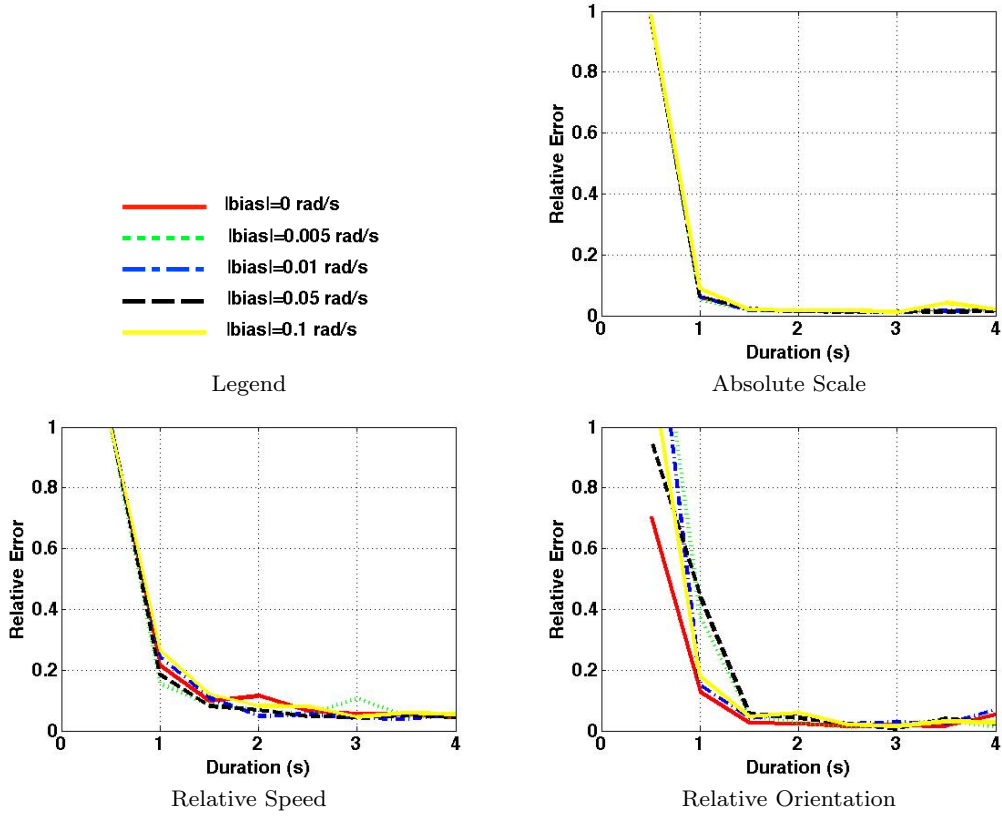 |bias|=0 rad/s
|bias|=0.005 rad/s
|bias|=0.01 rad/s
|bias|=0.05 rad/s
|bias|=0.1 rad/s
Legend
Relative Error
1
0.8
0.6
0.4
0.2
0
0 1 2 3 4
Duration (s)
Absolute Scale
Relative Error
1
0.8
0.6
0.4
0.2
0
0 1 2 3 4
Duration (s)
Relative Speed
Relative Error
1
0.8
0.6
0.4
0.2
0
0 1 2 3 4
Duration (s)
Relative Orientation